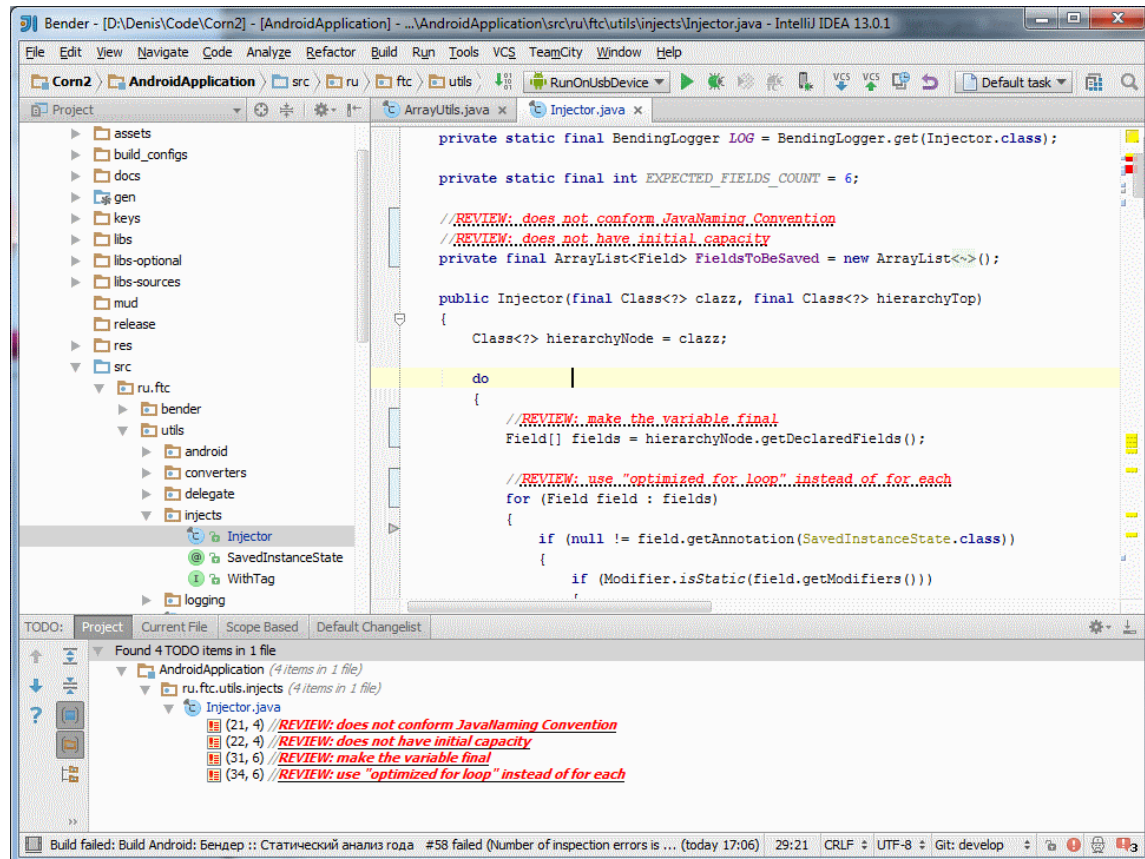 Bender - [D:\Denis\Code\Corn2] - [AndroidApplication] - ...\AndroidApplication\src\ru\ftc\utils\injects\Injector.java - IntelliJ IDEA 13.0.1
File Edit View Navigate Code Analyze Refactor Build Run Tools VCS TeamCity Window Help
Corn2 AndroidApplication src ru ftc utils RunOnUsbDevice VCS VCS Default task
Project
ArrayUtils.java Injector.java
assets
build_configs
docs
gen
keys
libs
libs-optional
libs-sources
mud
release
res
src
ru.ftc
bender
utils
android
converters
delegate
injects
Injector
SavedInstanceState
WithTag
logging
private static final BendingLogger LOG = BendingLogger.get(Injector.class);
private static final int EXPECTED_FIELDS_COUNT = 6;
//REVIEW: does not conform JavaNaming Convention
//REVIEW: does not have initial capacity
private final ArrayList<Field> FieldsToBeSaved = new ArrayList<~>();
public Injector(final Class<?> clazz, final Class<?> hierarchyTop)
{
Class<?> hierarchyNode = clazz;
do
{
//REVIEW: make the variable final
Field[] fields = hierarchyNode.getDeclaredFields();
//REVIEW: use "optimized for loop" instead of for each
for (Field field : fields)
{
if (null != field.getAnnotation(SavedInstanceState.class))
{
if (Modifier.isStatic(field.getModifiers()))
{
TODO: Project Current File Scope Based Default Changelist
Found 4 TODO items in 1 file
AndroidApplication (4 items in 1 file)
ru.ftc.utils.injects (4 items in 1 file)
Injector.java
(21, 4) //REVIEW: does not conform JavaNaming Convention
(22, 4) //REVIEW: does not have initial capacity
(31, 6) //REVIEW: make the variable final
(34, 6) //REVIEW: use "optimized for loop" instead of for each
Build failed: Build Android: Бендер :: Статический анализ года #58 failed (Number of inspection errors is ... (today 17:06) 29:21 CRLF UTF-8 Git: develop 3